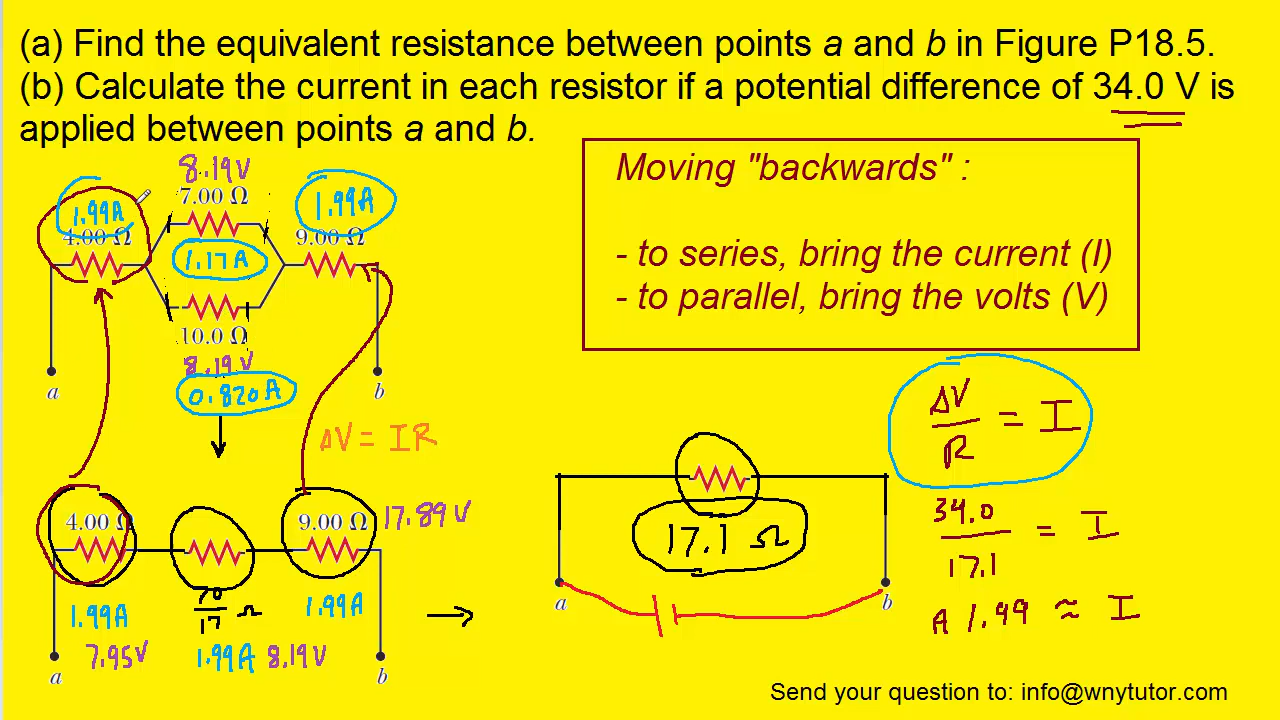 (a) Find the equivalent resistance between points a and b in Figure P18.5.
(b) Calculate the current in each resistor if a potential difference of 34.0 V is
applied between points a and b.
Moving "backwards" :
- to series, bring the current (I)
- to parallel, bring the volts (V)
8.19V
7.00 Ω
1.99A
4.00 Ω
1.99A
9.00 Ω
1.17A
10.0 Ω
8.19V
0.820A
a
b
ΔV = IR
4.00 Ω
9.00 Ω
17.89V
70
17 Ω
1.99A
1.99A
7.95V
1.99A 8.19V
a
b
17.1 Ω
a
b
ΔV
R
= I
34.0
17.1
= I
A 1.99 ≈ I
Send your question to: info@wnytutor.com